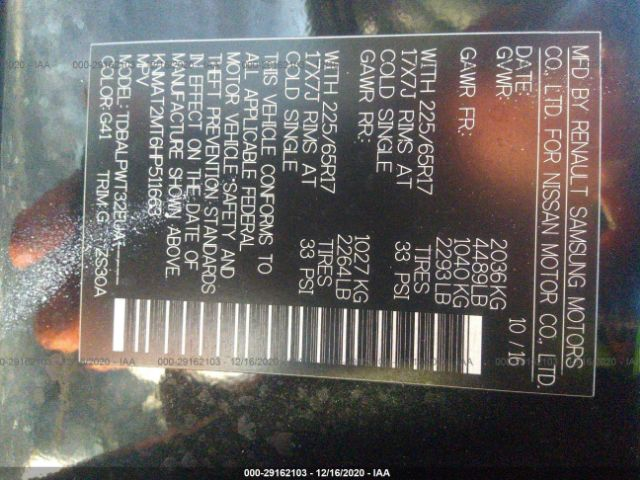 MFD BY RENAULT SAMSUNG MOTORS
CO., LTD. FOR NISSAN MOTOR CO., LTD.
DATE: 10/16
GVWR: 2036KG
4489LB
GAWR FR: 1040 KG
2293LB
WITH 225/65R17 TIRES
17X7J RIMS AT 33 PSI
COLD SINGLE
GAWR RR: 1027 KG
2264LB
WITH 225/65R17 TIRES
17X7J RIMS AT 33 PSI
COLD SINGLE
THIS VEHICLE CONFORMS TO
ALL APPLICABLE FEDERAL
MOTOR VEHICLE SAFETY AND
THEFT PREVENTION STANDARDS
IN EFFECT ON THE DATE OF
MANUFACTURE SHOWN ABOVE.
KNMAT2MT6HP511663
MPV
COLOR: G41 TRIM:G
000-29162103 - 12/16/2020 - IAA